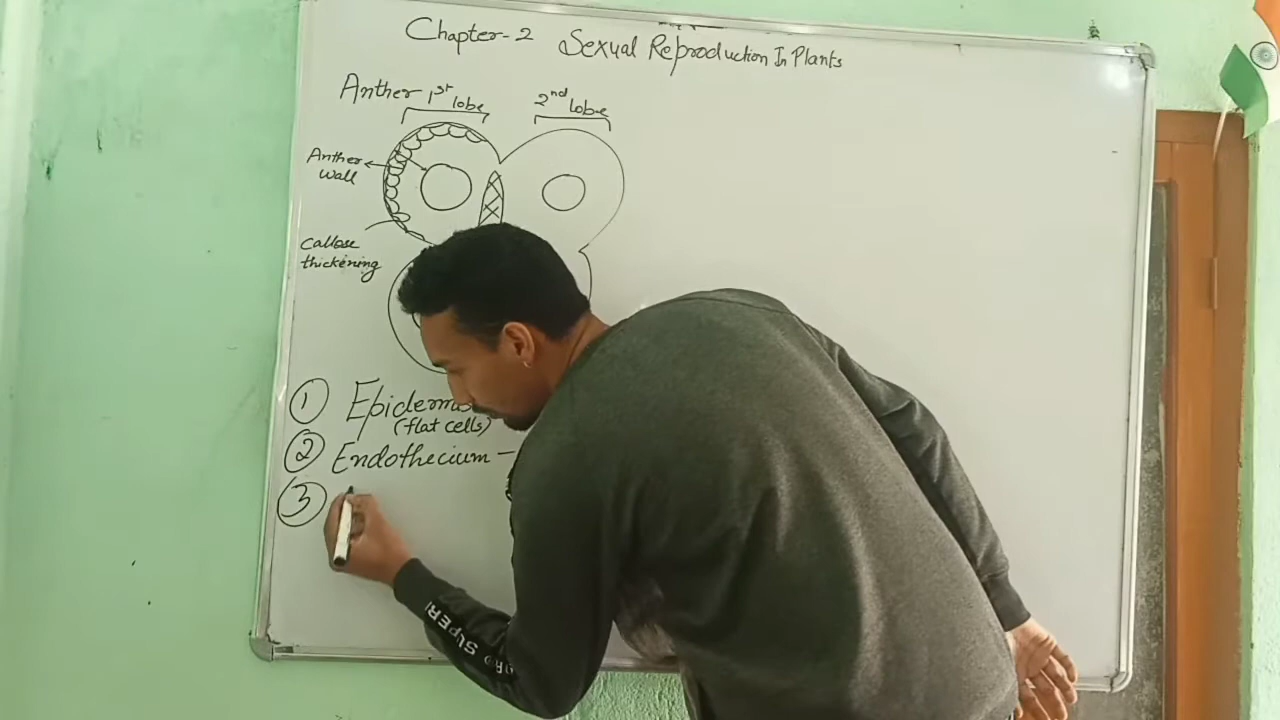 Chapter-2 Sexual Reproduction In Plants
Anther 1st lobe 2nd Lobe
Anther
wall
Callose
thickening
1 Epiderm
(flat cells)
2 Endothecium -
3
SUPER